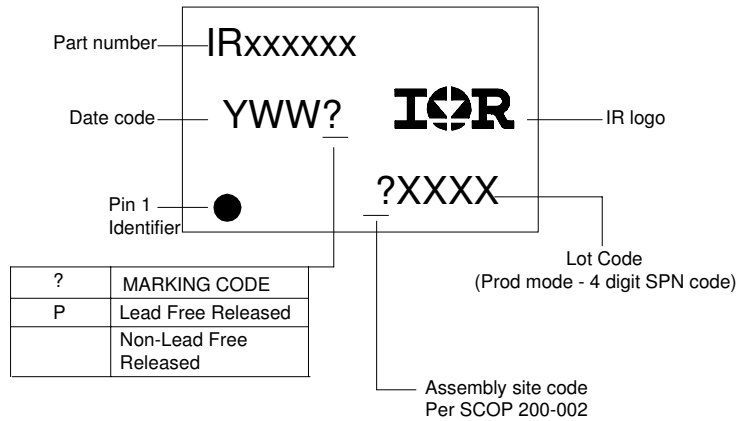 Part number
IRxxxxxx
Date code
YWW?
IOR
IR logo
Pin 1
Identifier
?XXXX
Lot Code
(Prod mode - 4 digit SPN code)
? MARKING CODE
P Lead Free Released
Non-Lead Free
Released
Assembly site code
Per SCOP 200-002